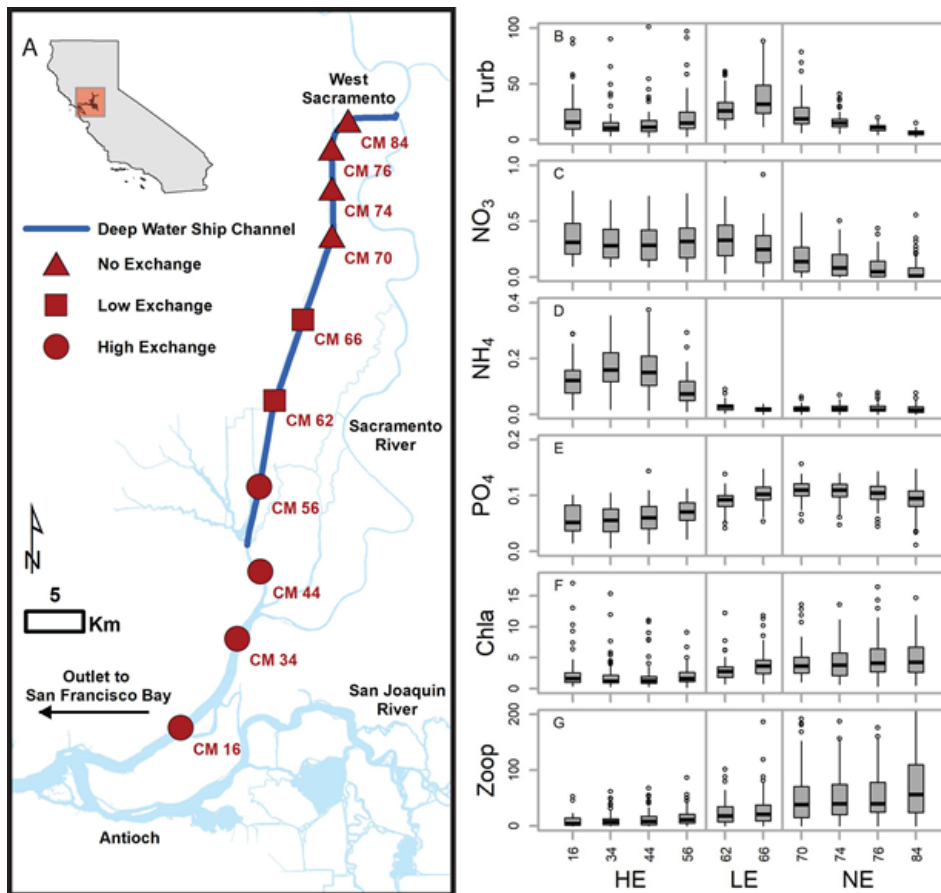 A
West
Sacramento
CM 84
CM 76
CM 74
CM 70
Deep Water Ship Channel
No Exchange
Low Exchange
High Exchange
CM 66
CM 62
Sacramento
River
CM 56
N
5
Km
CM 44
CM 34
Outlet to
San Francisco Bay
San Joaquin
River
CM 16
Antioch
B
Turb
100
50
0
C
NO3
1.0
0.5
0.0
D
NH4
0.4
0.2
0.0
E
PO4
0.2
0.1
0.0
F
Chla
15
10
5
0
G
Zoop
200
100
0
16 34 44 56 62 66 70 74 76 84
HE LE NE